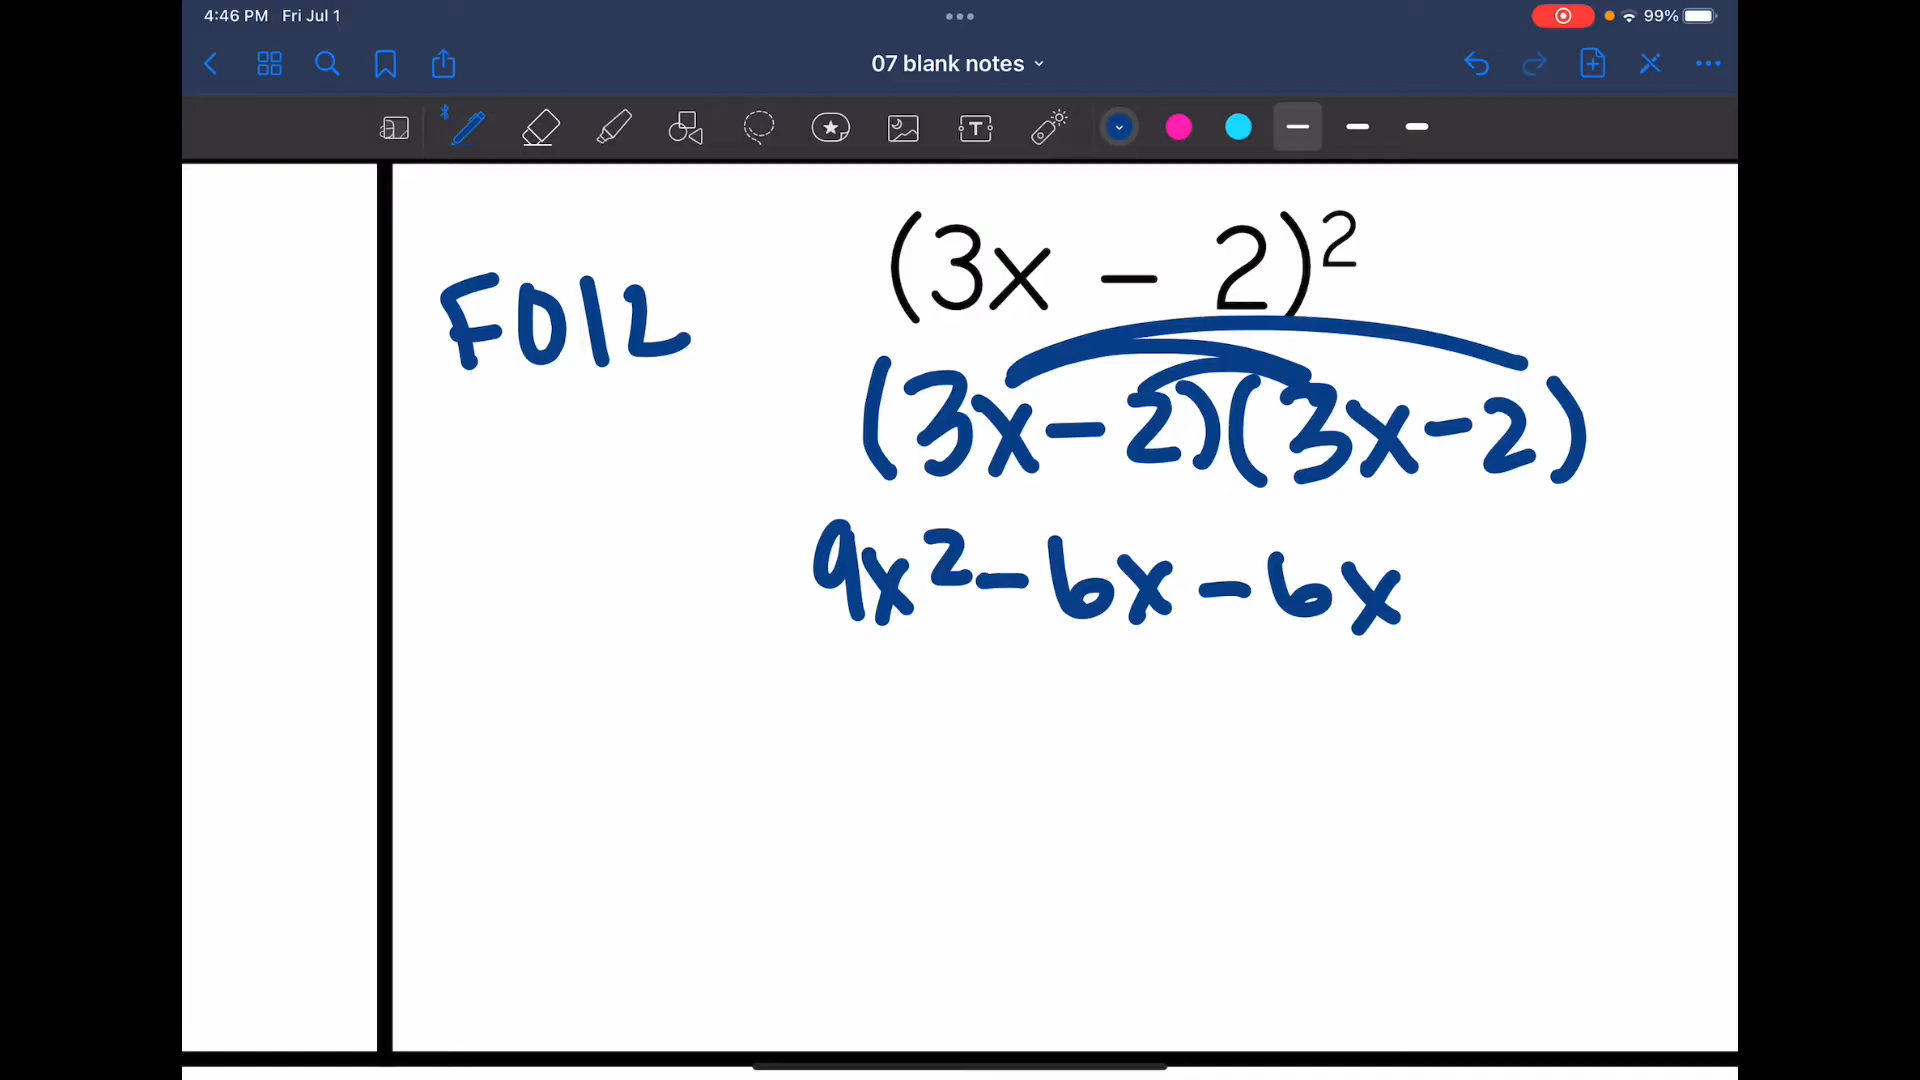 4:46 PM Fri Jul 1
99%
07 blank notes
(3x - 2)²
FOIL
(3x-2)(3x-2)
9x²-6x-6x